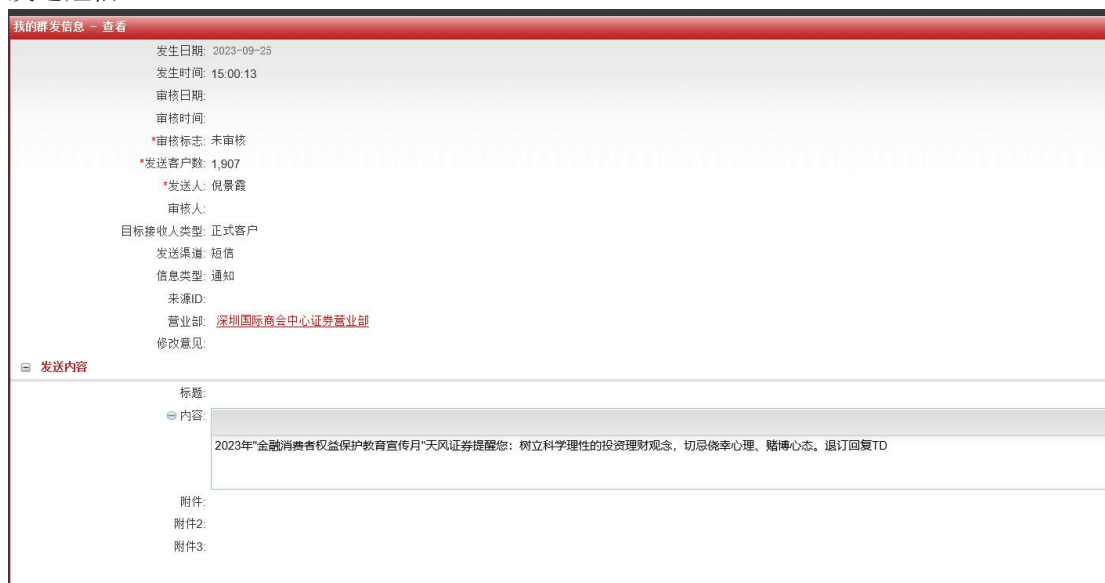 我的群发信息 - 查看
发生日期: 2023-09-25
发生时间: 15:00:13
审核日期:
审核时间:
*审核标志: 未审核
*发送客户数: 1,907
*发送人: 倪景霞
审核人:
目标接收人类型: 正式客户
发送渠道: 短信
信息类型: 通知
来源ID:
营业部: 深圳国际商会中心证券营业部
修改意见:
发送内容
标题:
内容:
2023年"金融消费者权益保护教育宣传月"天风证券提醒您：树立科学理性的投资理财观念，切忌侥幸心理、赌博心态。退订回复TD
附件:
附件2:
附件3: